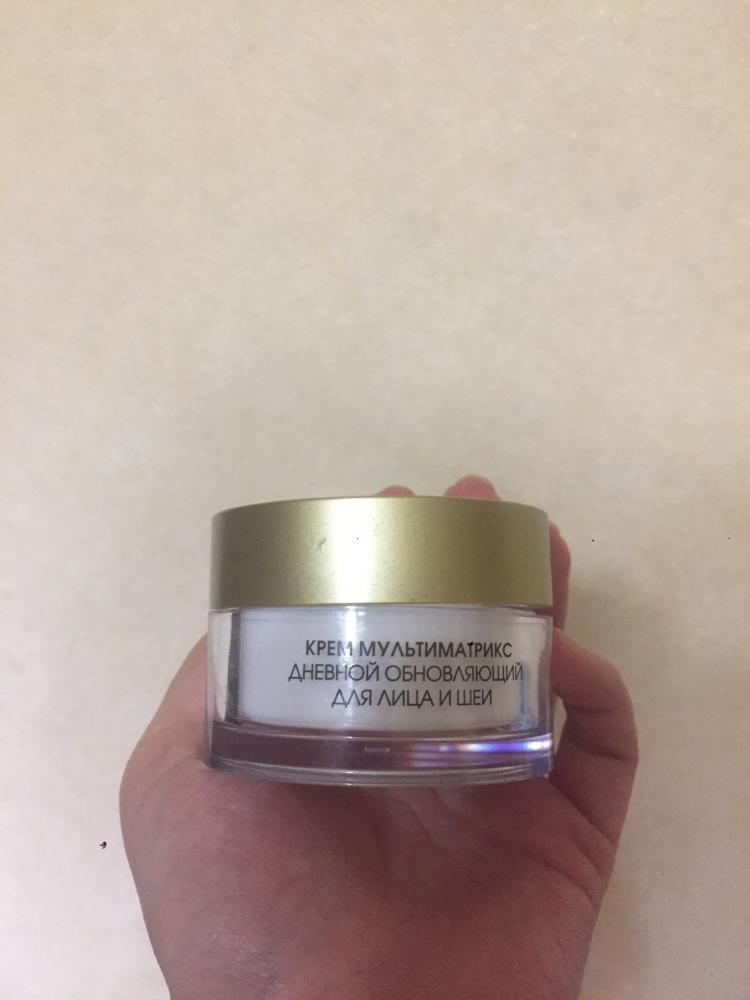 КРЕМ МУЛЬТИМАТРИКС
ДНЕВНОЙ ОБНОВЛЯЮЩИЙ
ДЛЯ ЛИЦА И ШЕИ